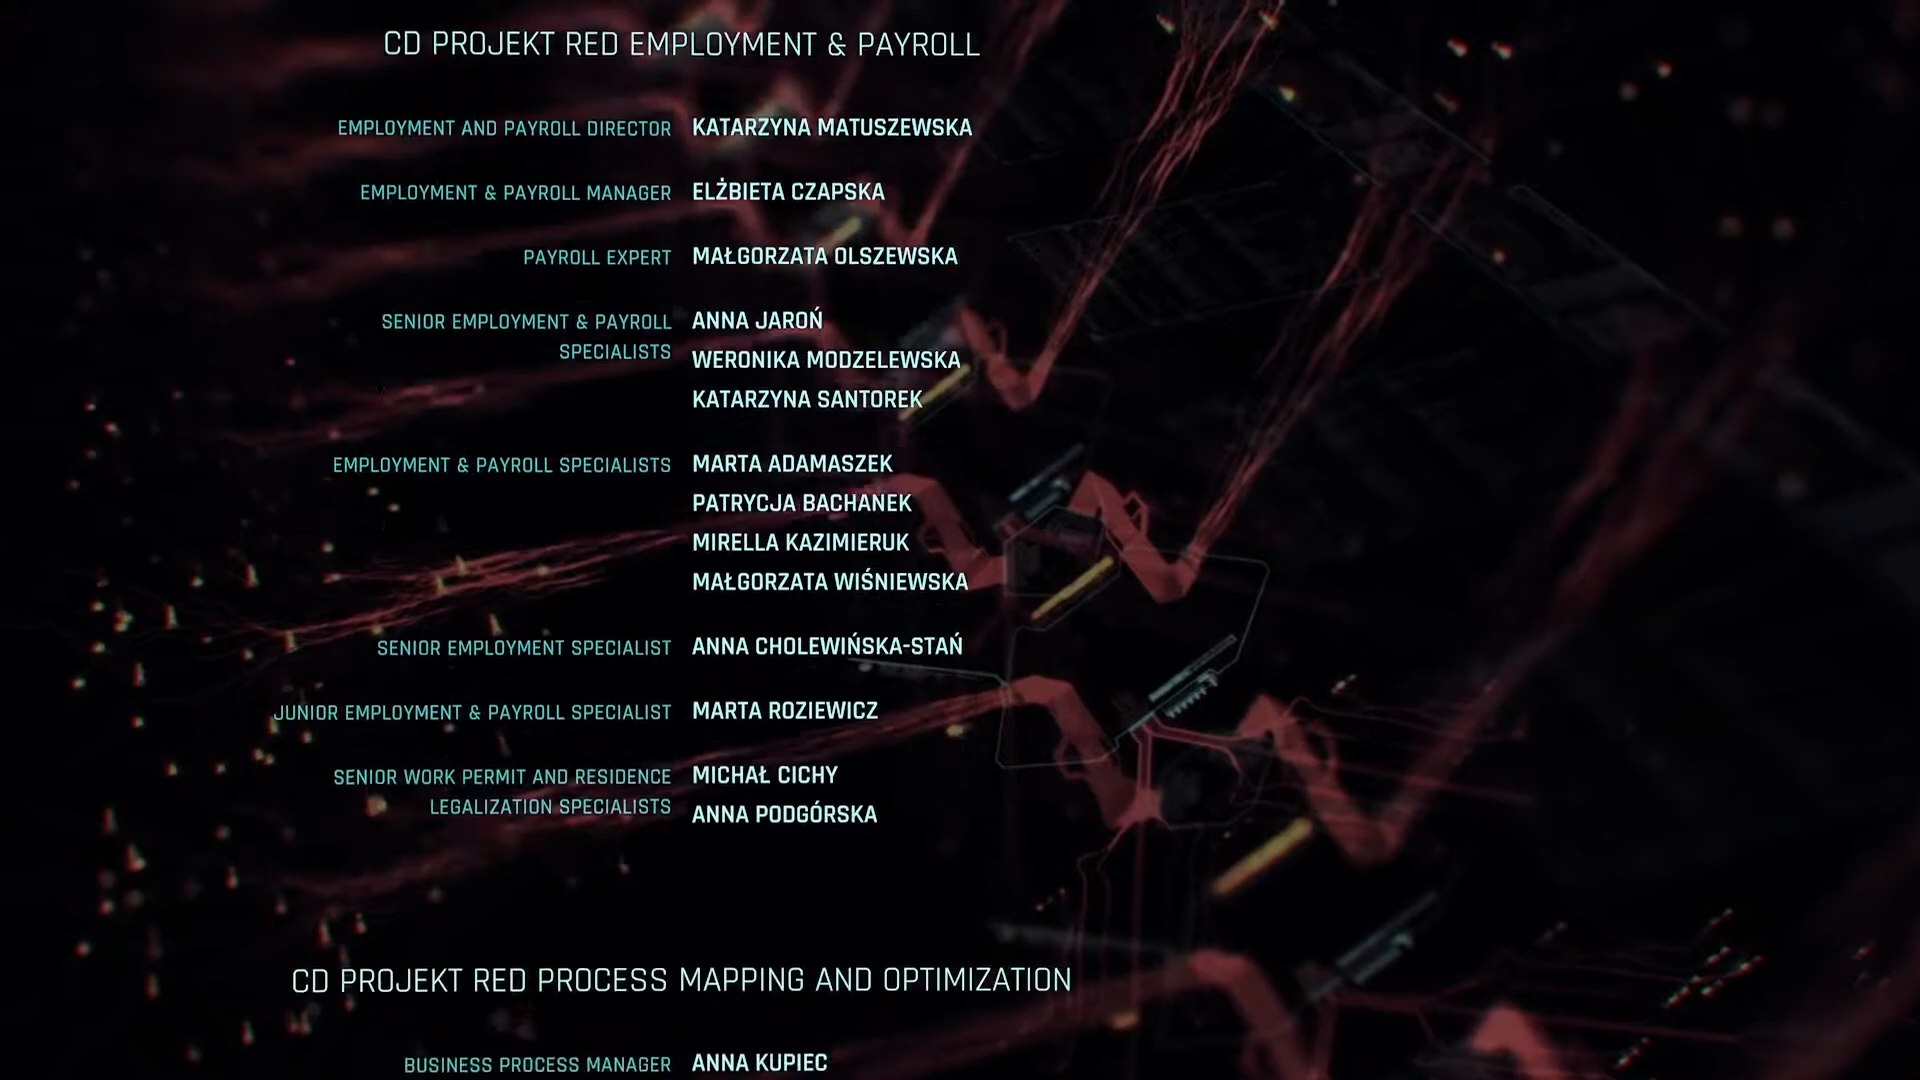 CD PROJEKT RED EMPLOYMENT & PAYROLL
EMPLOYMENT AND PAYROLL DIRECTOR KATARZYNA MATUSZEWSKA
EMPLOYMENT & PAYROLL MANAGER ELŻBIETA CZAPSKA
PAYROLL EXPERT MAŁGORZATA OLSZEWSKA
SENIOR EMPLOYMENT & PAYROLL ANNA JAROŃ
SPECIALISTS WERONIKA MODZELEWSKA
KATARZYNA SANTOREK
EMPLOYMENT & PAYROLL SPECIALISTS MARTA ADAMASZEK
PATRYCJA BACHANEK
MIRELLA KAZIMIERUK
MAŁGORZATA WIŚNIEWSKA
SENIOR EMPLOYMENT SPECIALIST ANNA CHOLEWIŃSKA-STAŃ
JUNIOR EMPLOYMENT & PAYROLL SPECIALIST MARTA ROZIEWICZ
SENIOR WORK PERMIT AND RESIDENCE MICHAŁ CICHY
LEGALIZATION SPECIALISTS ANNA PODGÓRSKA
CD PROJEKT RED PROCESS MAPPING AND OPTIMIZATION
BUSINESS PROCESS MANAGER ANNA KUPIEC